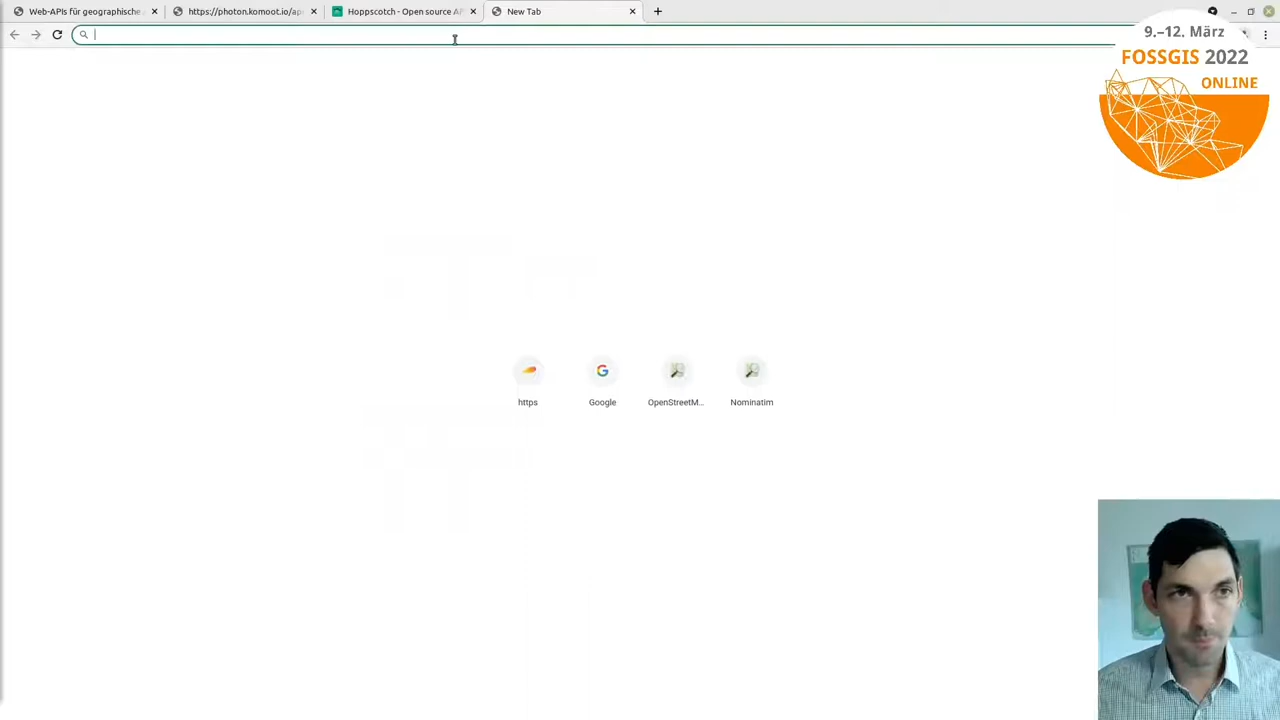 Web-APIs für geographische
https://photon.komoot.io/ap
Hoppscotch - Open source AP
New Tab
9.–12. März
FOSSGIS 2022
ONLINE
https
Google
OpenStreetM...
Nominatim